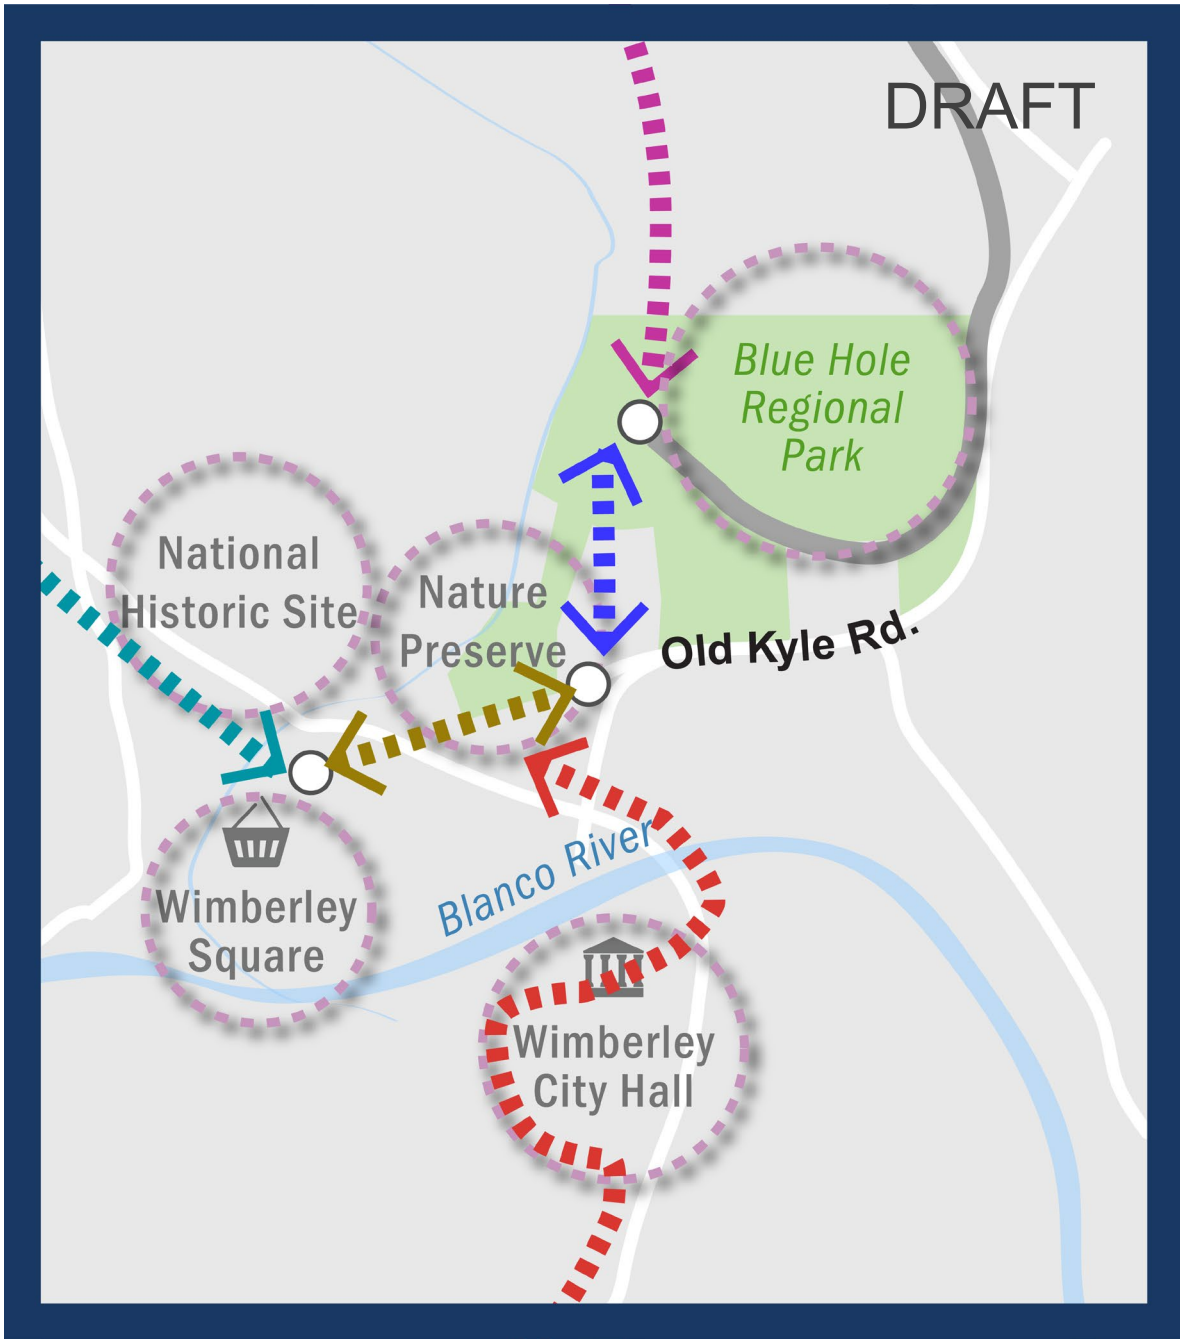 DRAFT
Blue Hole
Regional
Park
National
Historic Site
Nature
Preserve
Old Kyle Rd.
Blanco River
Wimberley
Square
Wimberley
City Hall